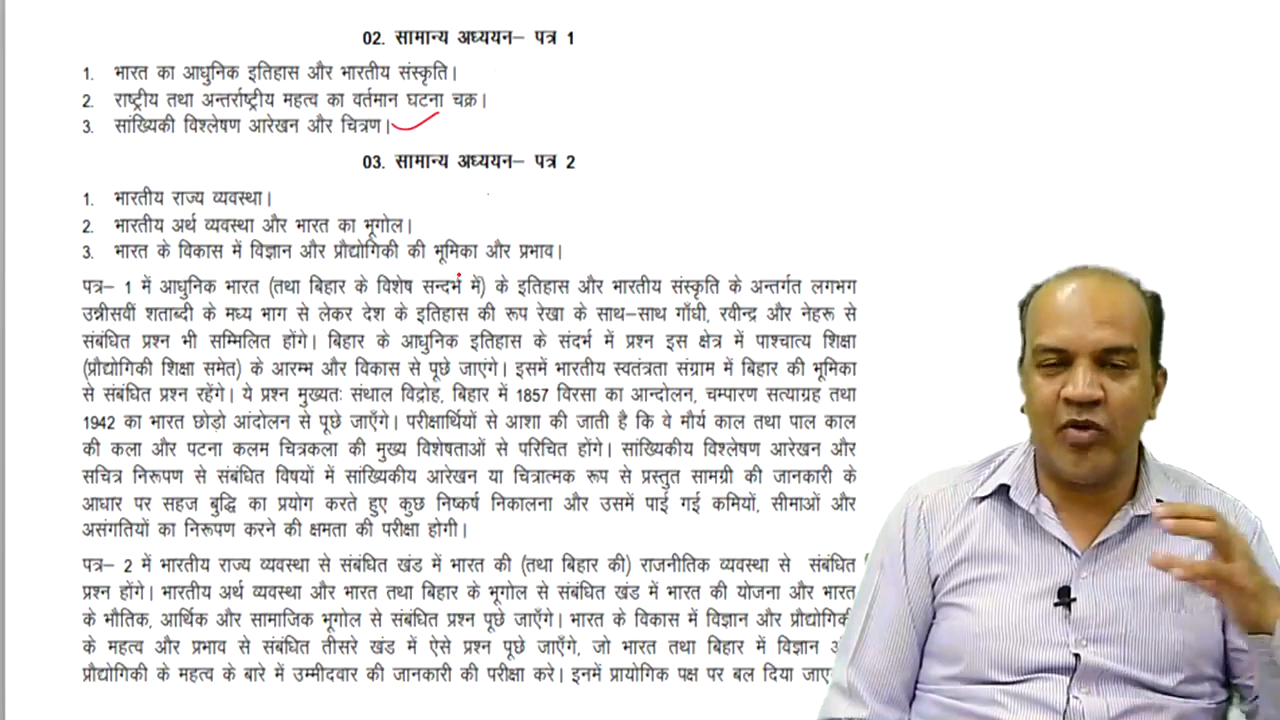 02. सामान्य अध्ययन– पत्र 1
1. भारत का आधुनिक इतिहास और भारतीय संस्कृति।
2. राष्ट्रीय तथा अन्तर्राष्ट्रीय महत्व का वर्तमान घटना चक्र।
3. सांख्यिकी विश्लेषण आरेखन और चित्रण।
03. सामान्य अध्ययन– पत्र 2
1. भारतीय राज्य व्यवस्था।
2. भारतीय अर्थ व्यवस्था और भारत का भूगोल।
3. भारत के विकास में विज्ञान और प्रौद्योगिकी की भूमिका और प्रभाव।
पत्र– 1 में आधुनिक भारत (तथा बिहार के विशेष सन्दर्भ में) के इतिहास और भारतीय संस्कृति के अन्तर्गत लगभग
उन्नीसवीं शताब्दी के मध्य भाग से लेकर देश के इतिहास की रूप रेखा के साथ–साथ गाँधी, रवीन्द्र और नेहरू से
संबंधित प्रश्न भी सम्मिलित होंगे। बिहार के आधुनिक इतिहास के संदर्भ में प्रश्न इस क्षेत्र में पाश्चात्य शिक्षा
(प्रौद्योगिकी शिक्षा समेत) के आरम्भ और विकास से पूछे जाएंगे। इसमें भारतीय स्वतंत्रता संग्राम में बिहार की भूमिका
से संबंधित प्रश्न रहेंगे। ये प्रश्न मुख्यतः संथाल विद्रोह, बिहार में 1857 विरसा का आन्दोलन, चम्पारण सत्याग्रह तथा
1942 का भारत छोड़ो आंदोलन से पूछे जाएँगे। परीक्षार्थियों से आशा की जाती है कि वे मौर्य काल तथा पाल काल
की कला और पटना कलम चित्रकला की मुख्य विशेषताओं से परिचित होंगे। सांख्यिकीय विश्लेषण आरेखन और
सचित्र निरूपण से संबंधित विषयों में सांख्यिकीय आरेखन या चित्रात्मक रूप से प्रस्तुत सामग्री की जानकारी के
आधार पर सहज बुद्धि का प्रयोग करते हुए कुछ निष्कर्ष निकालना और उसमें पाई गई कमियों, सीमाओं और
असंगतियों का निरूपण करने की क्षमता की परीक्षा होगी।
पत्र– 2 में भारतीय राज्य व्यवस्था से संबंधित खंड में भारत की (तथा बिहार की) राजनीतिक व्यवस्था से संबंधित
प्रश्न होंगे। भारतीय अर्थ व्यवस्था और भारत तथा बिहार के भूगोल से संबंधित खंड में भारत की योजना और भारत
के भौतिक, आर्थिक और सामाजिक भूगोल से संबंधित प्रश्न पूछे जाएँगे। भारत के विकास में विज्ञान और प्रौद्योगिकी
के महत्व और प्रभाव से संबंधित तीसरे खंड में ऐसे प्रश्न पूछे जाएँगे, जो भारत तथा बिहार में विज्ञान
प्रौद्योगिकी के महत्व के बारे में उम्मीदवार की जानकारी की परीक्षा करे। इनमें प्रायोगिक पक्ष पर बल दिया